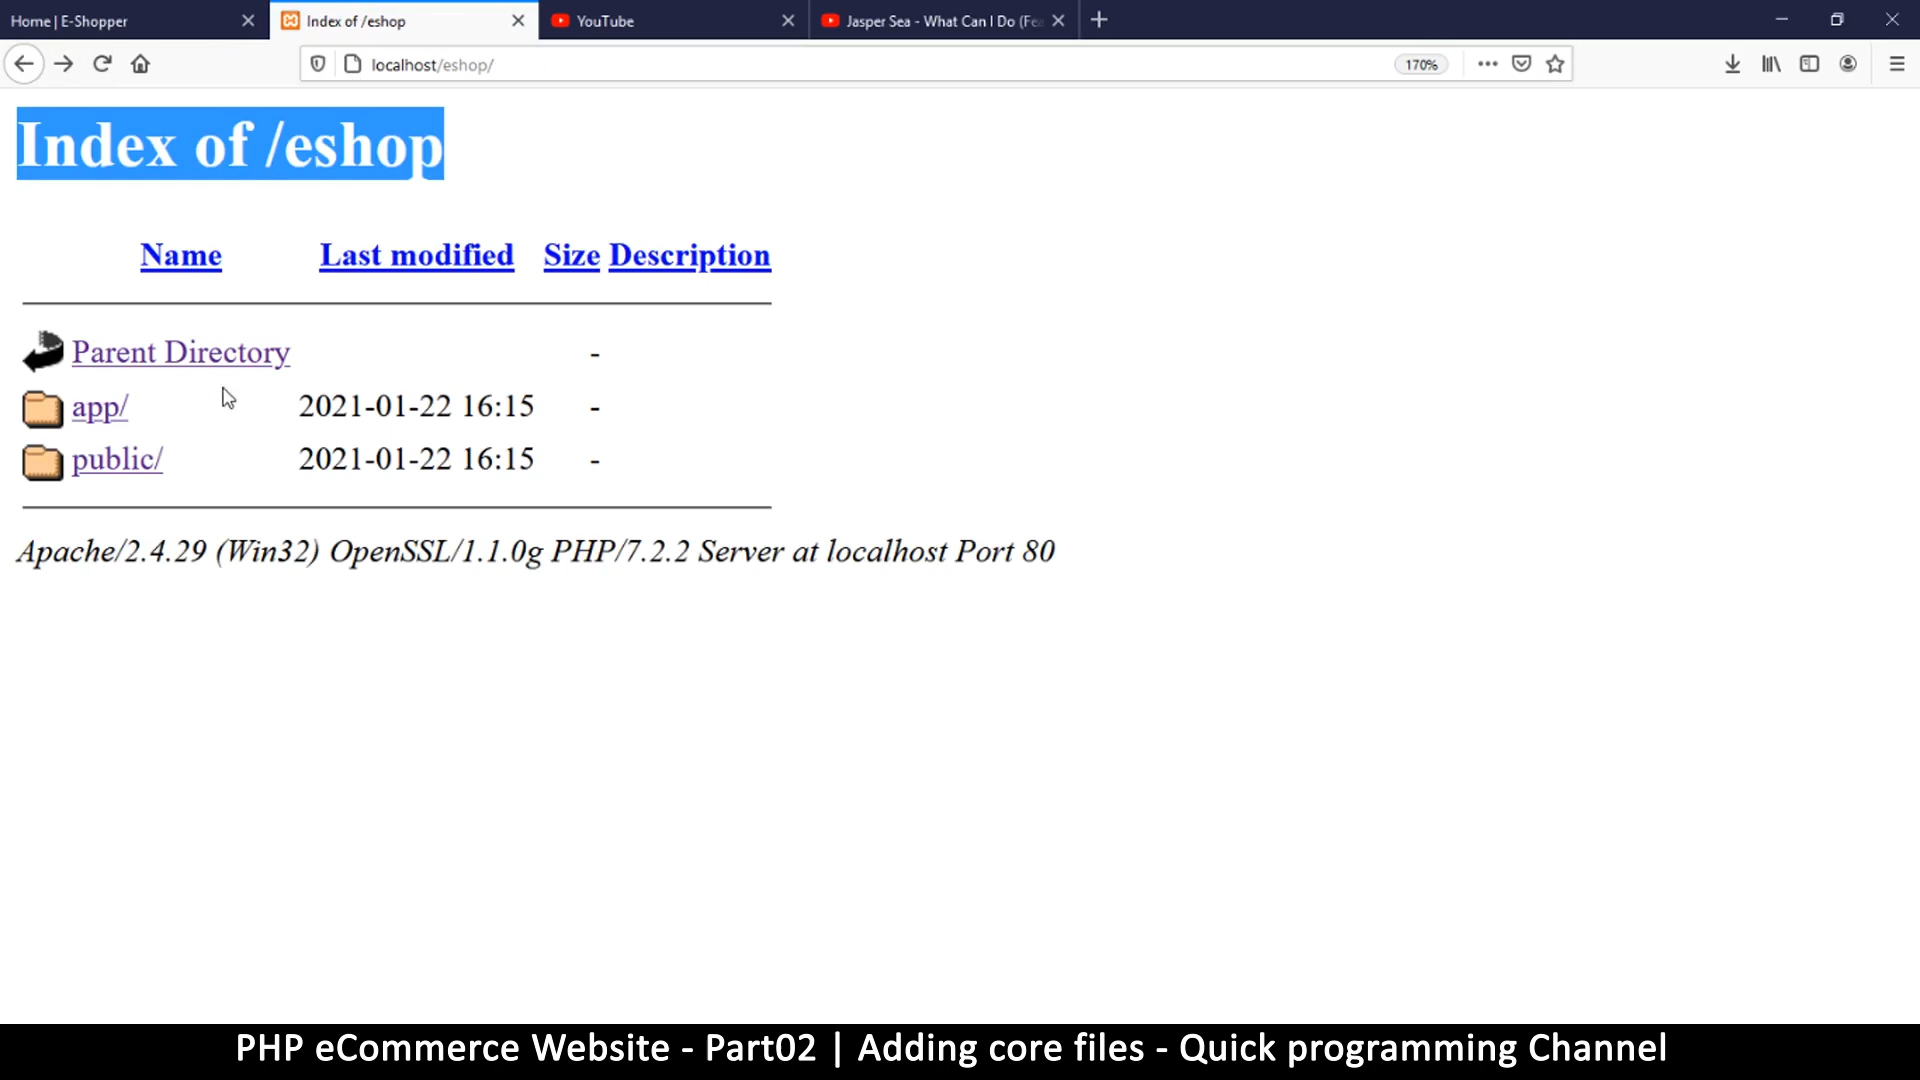 Home | E-Shopper
Index of /eshop
YouTube
Jasper Sea - What Can I Do (Fea
localhost/eshop/
170%
Index of /eshop
Name Last modified Size Description
Parent Directory -
app/ 2021-01-22 16:15 -
public/ 2021-01-22 16:15 -
Apache/2.4.29 (Win32) OpenSSL/1.1.0g PHP/7.2.2 Server at localhost Port 80
PHP eCommerce Website - Part02 | Adding core files - Quick programming Channel